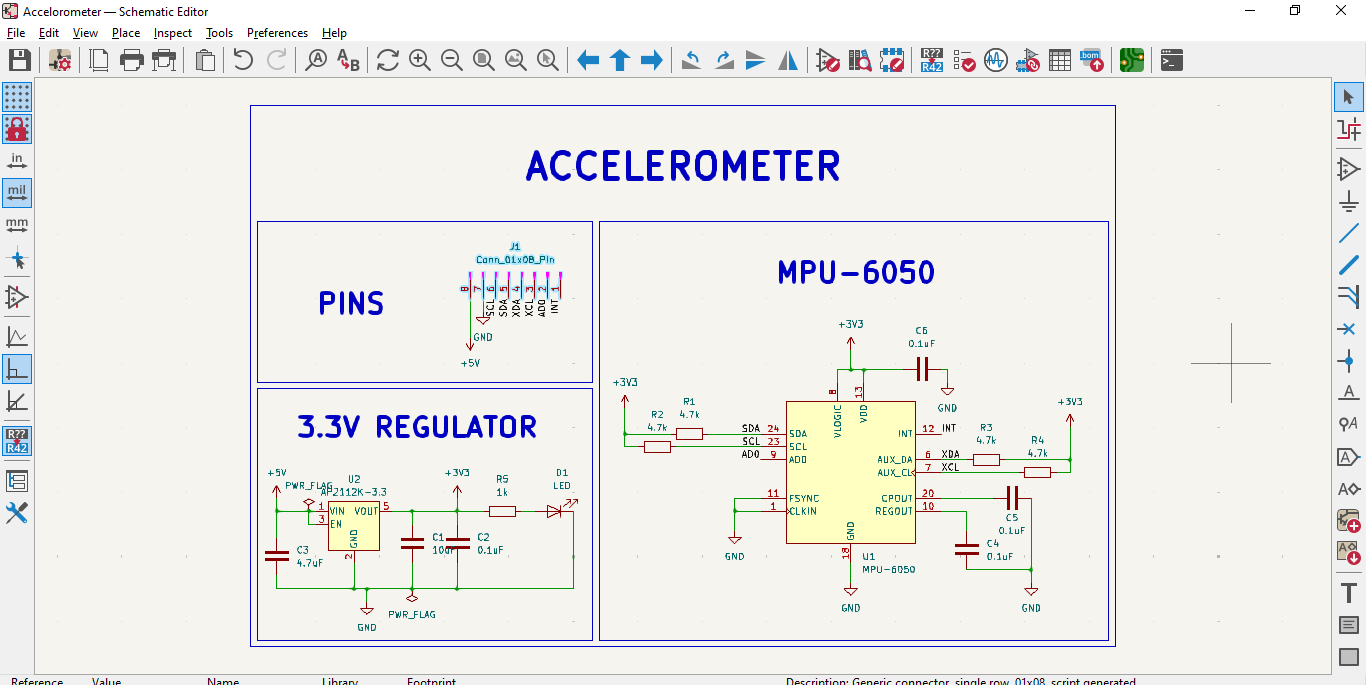 Accelorometer — Schematic Editor
File Edit View Place Inspect Tools Preferences Help
A
A B
R??
R42
bom
in
mil
mm
R??
R42
ACCELEROMETER
PINS
J1
Conn_01x08_Pin
8 7 6 5 4 3 2 1
SCL SDA XDA XCL AD0 INT
GND
+5V
3.3V REGULATOR
+5V
PWR_FLAG
U2
AP2112K-3.3
1 VIN VOUT 5
3 EN
GND
2
C3
4.7uF
C1
10uF
+3V3
C2
0.1uF
R5
1k
D1
LED
GND
PWR_FLAG
MPU-6050
+3V3
C6
0.1uF
GND
+3V3
R1
4.7k
R2
4.7k
8 13
VLOGIC VDD
SDA 24 SDA
SCL 23 SCL
AD0 9 AD0
11 FSYNC
1 CLKIN
GND
INT 12 INT
AUX_DA 6 XDA
AUX_CL 7 XCL
CPOUT 20
REGOUT 10
GND
18
U1
MPU-6050
GND
R3
4.7k
R4
4.7k
+3V3
C5
0.1uF
C4
0.1uF
GND
A
A
A
A
A
T
Reference Value Name Library Footprint Description: Generic connector, single row, 01x08, script generated